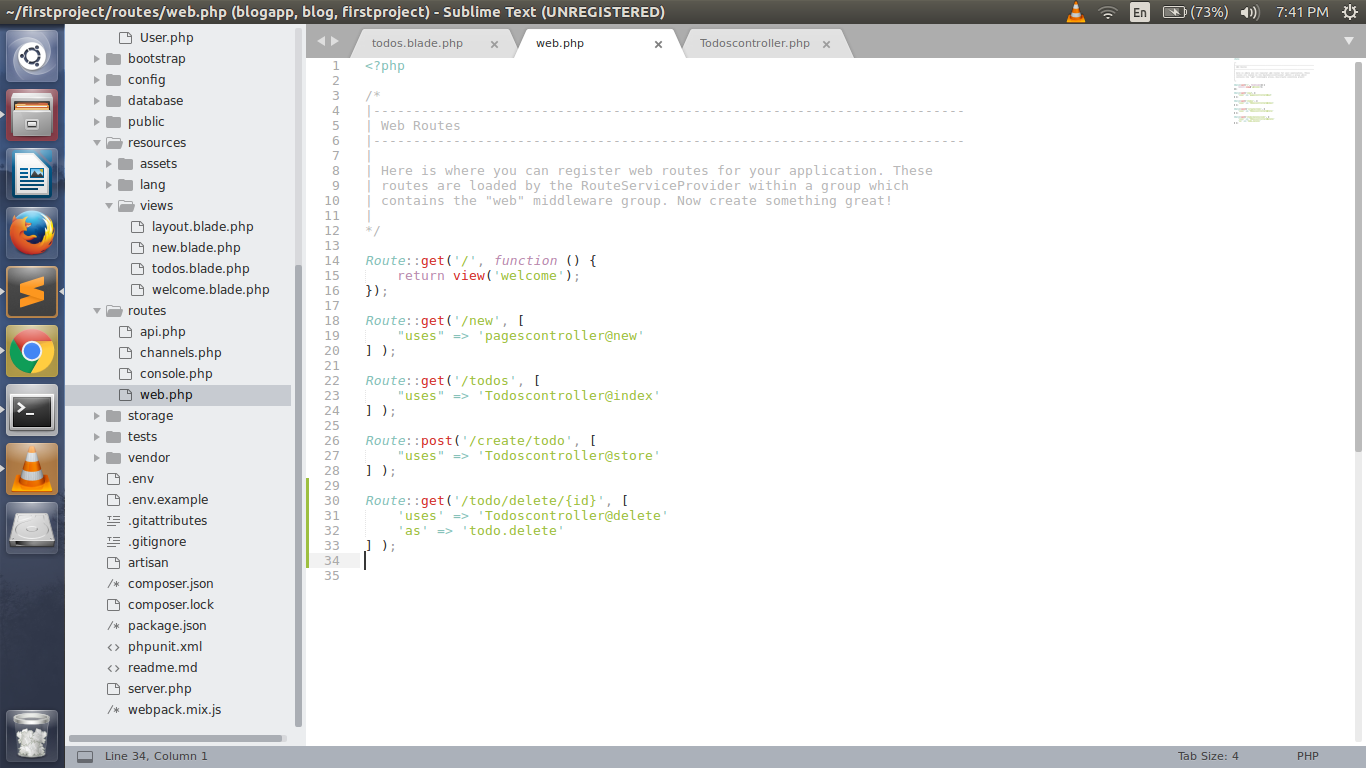 ~/firstproject/routes/web.php (blogapp, blog, firstproject) - Sublime Text (UNREGISTERED)
En
(73%)
7:41 PM
User.php
bootstrap
config
database
public
resources
assets
lang
views
layout.blade.php
new.blade.php
todos.blade.php
welcome.blade.php
routes
api.php
channels.php
console.php
web.php
storage
tests
vendor
.env
.env.example
.gitattributes
.gitignore
artisan
/* composer.json
composer.lock
/* package.json
<> phpunit.xml
<> readme.md
server.php
/* webpack.mix.js
todos.blade.php ×
web.php ×
Todoscontroller.php ×
1 <?php
2
3 /*
4 |--------------------------------------------------------------------------
5 | Web Routes
6 |--------------------------------------------------------------------------
7 |
8 | Here is where you can register web routes for your application. These
9 | routes are loaded by the RouteServiceProvider within a group which
10 | contains the "web" middleware group. Now create something great!
11 |
12 */
13
14 Route::get('/', function () {
15     return view('welcome');
16 });
17
18 Route::get('/new', [
19     "uses" => 'pagescontroller@new'
20 ] );
21
22 Route::get('/todos', [
23     "uses" => 'Todoscontroller@index'
24 ] );
25
26 Route::post('/create/todo', [
27     "uses" => 'Todoscontroller@store'
28 ] );
29
30 Route::get('/todo/delete/{id}', [
31     'uses' => 'Todoscontroller@delete'
32     'as' => 'todo.delete'
33 ] );
34
35
Line 34, Column 1
Tab Size: 4
PHP